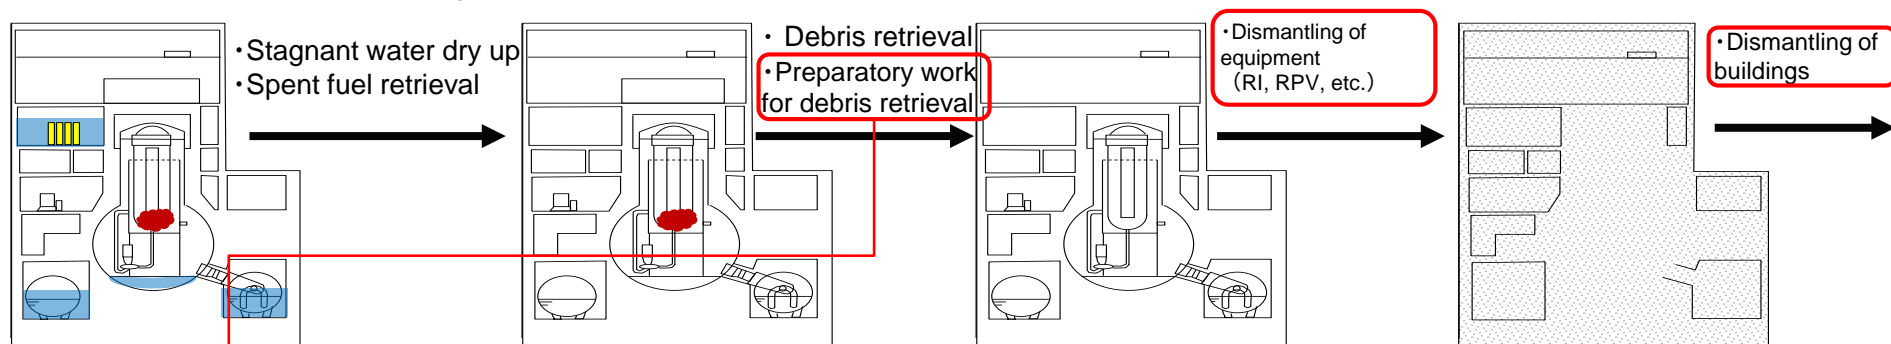 ・Stagnant water dry up
・Spent fuel retrieval
・ Debris retrieval
・Preparatory work
for debris retrieval
・Dismantling of
equipment
（RI, RPV, etc.）
・Dismantling of
buildings